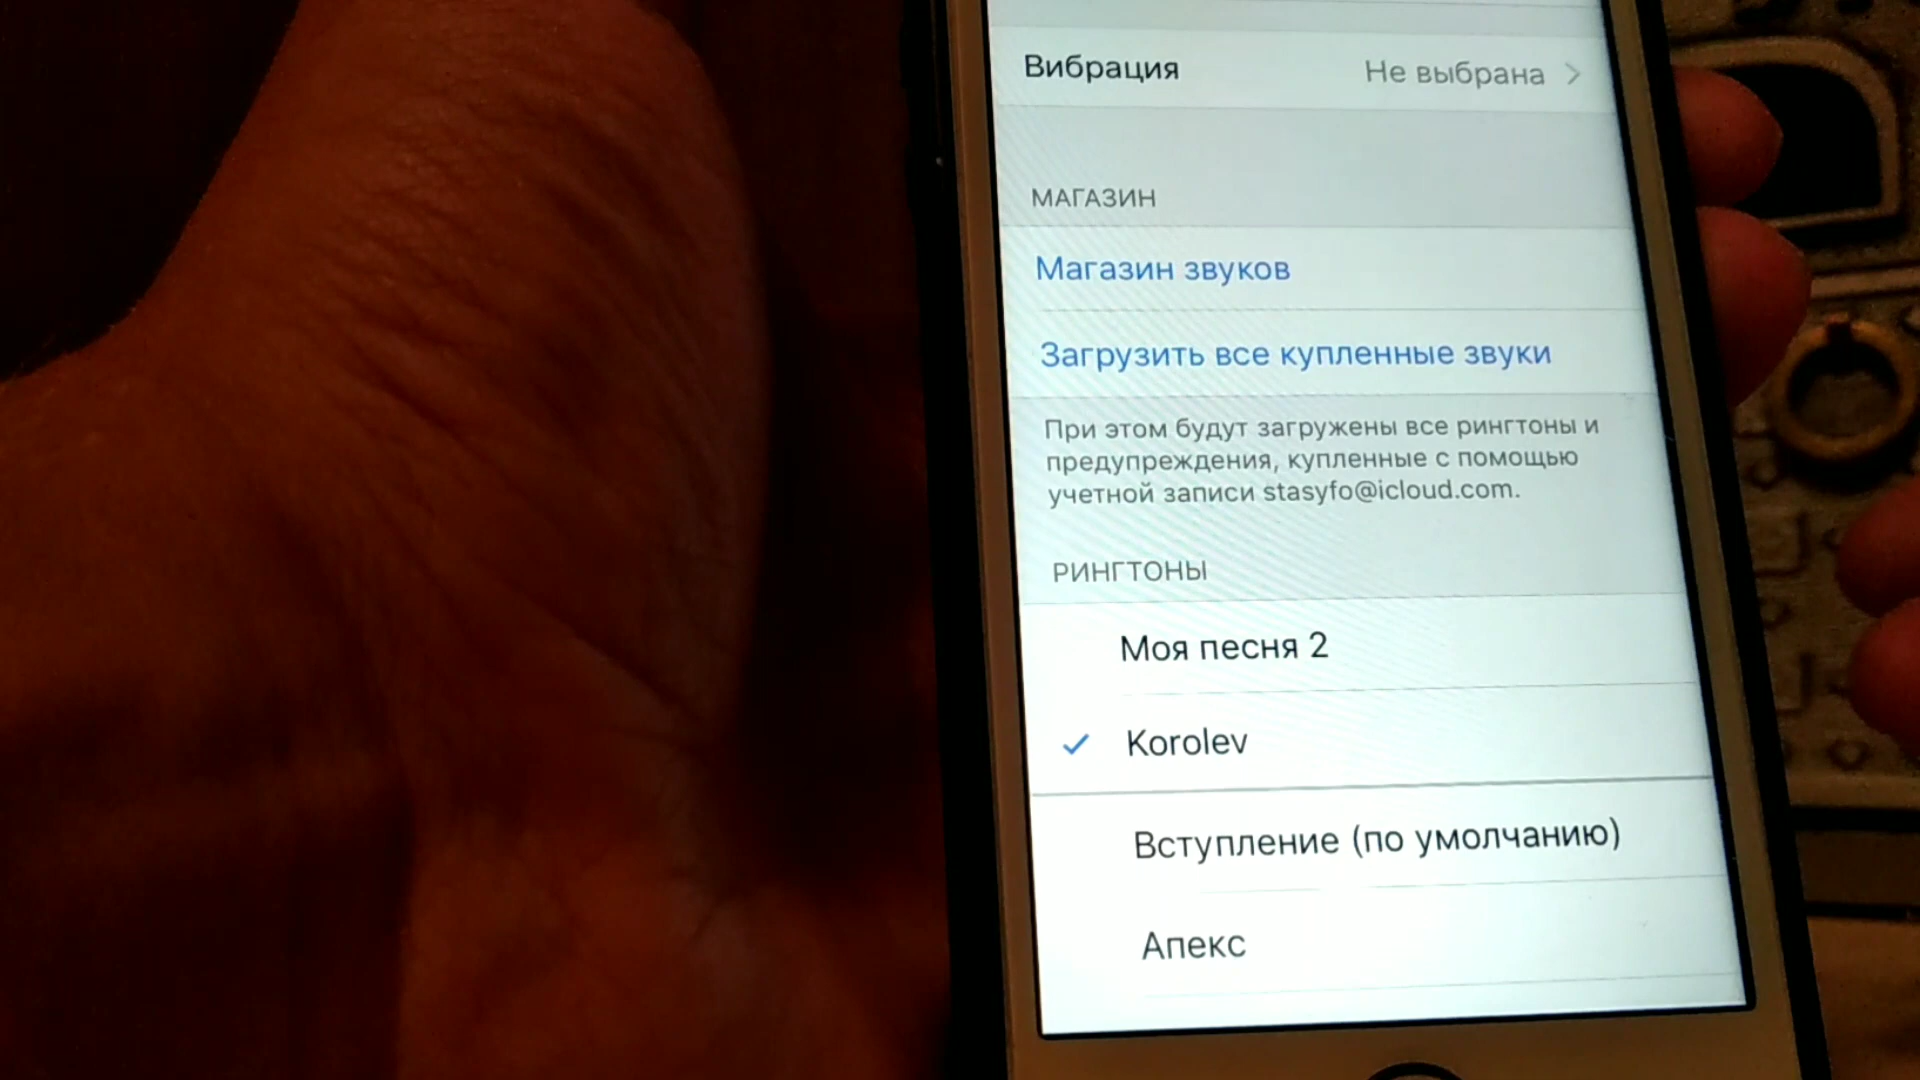 Вибрация Не выбрана
МАГАЗИН
Магазин звуков
Загрузить все купленные звуки
При этом будут загружены все рингтоны и
предупреждения, купленные с помощью
учетной записи stasyfo@icloud.com.
РИНГТОНЫ
Моя песня 2
Korolev
Вступление (по умолчанию)
Апекс